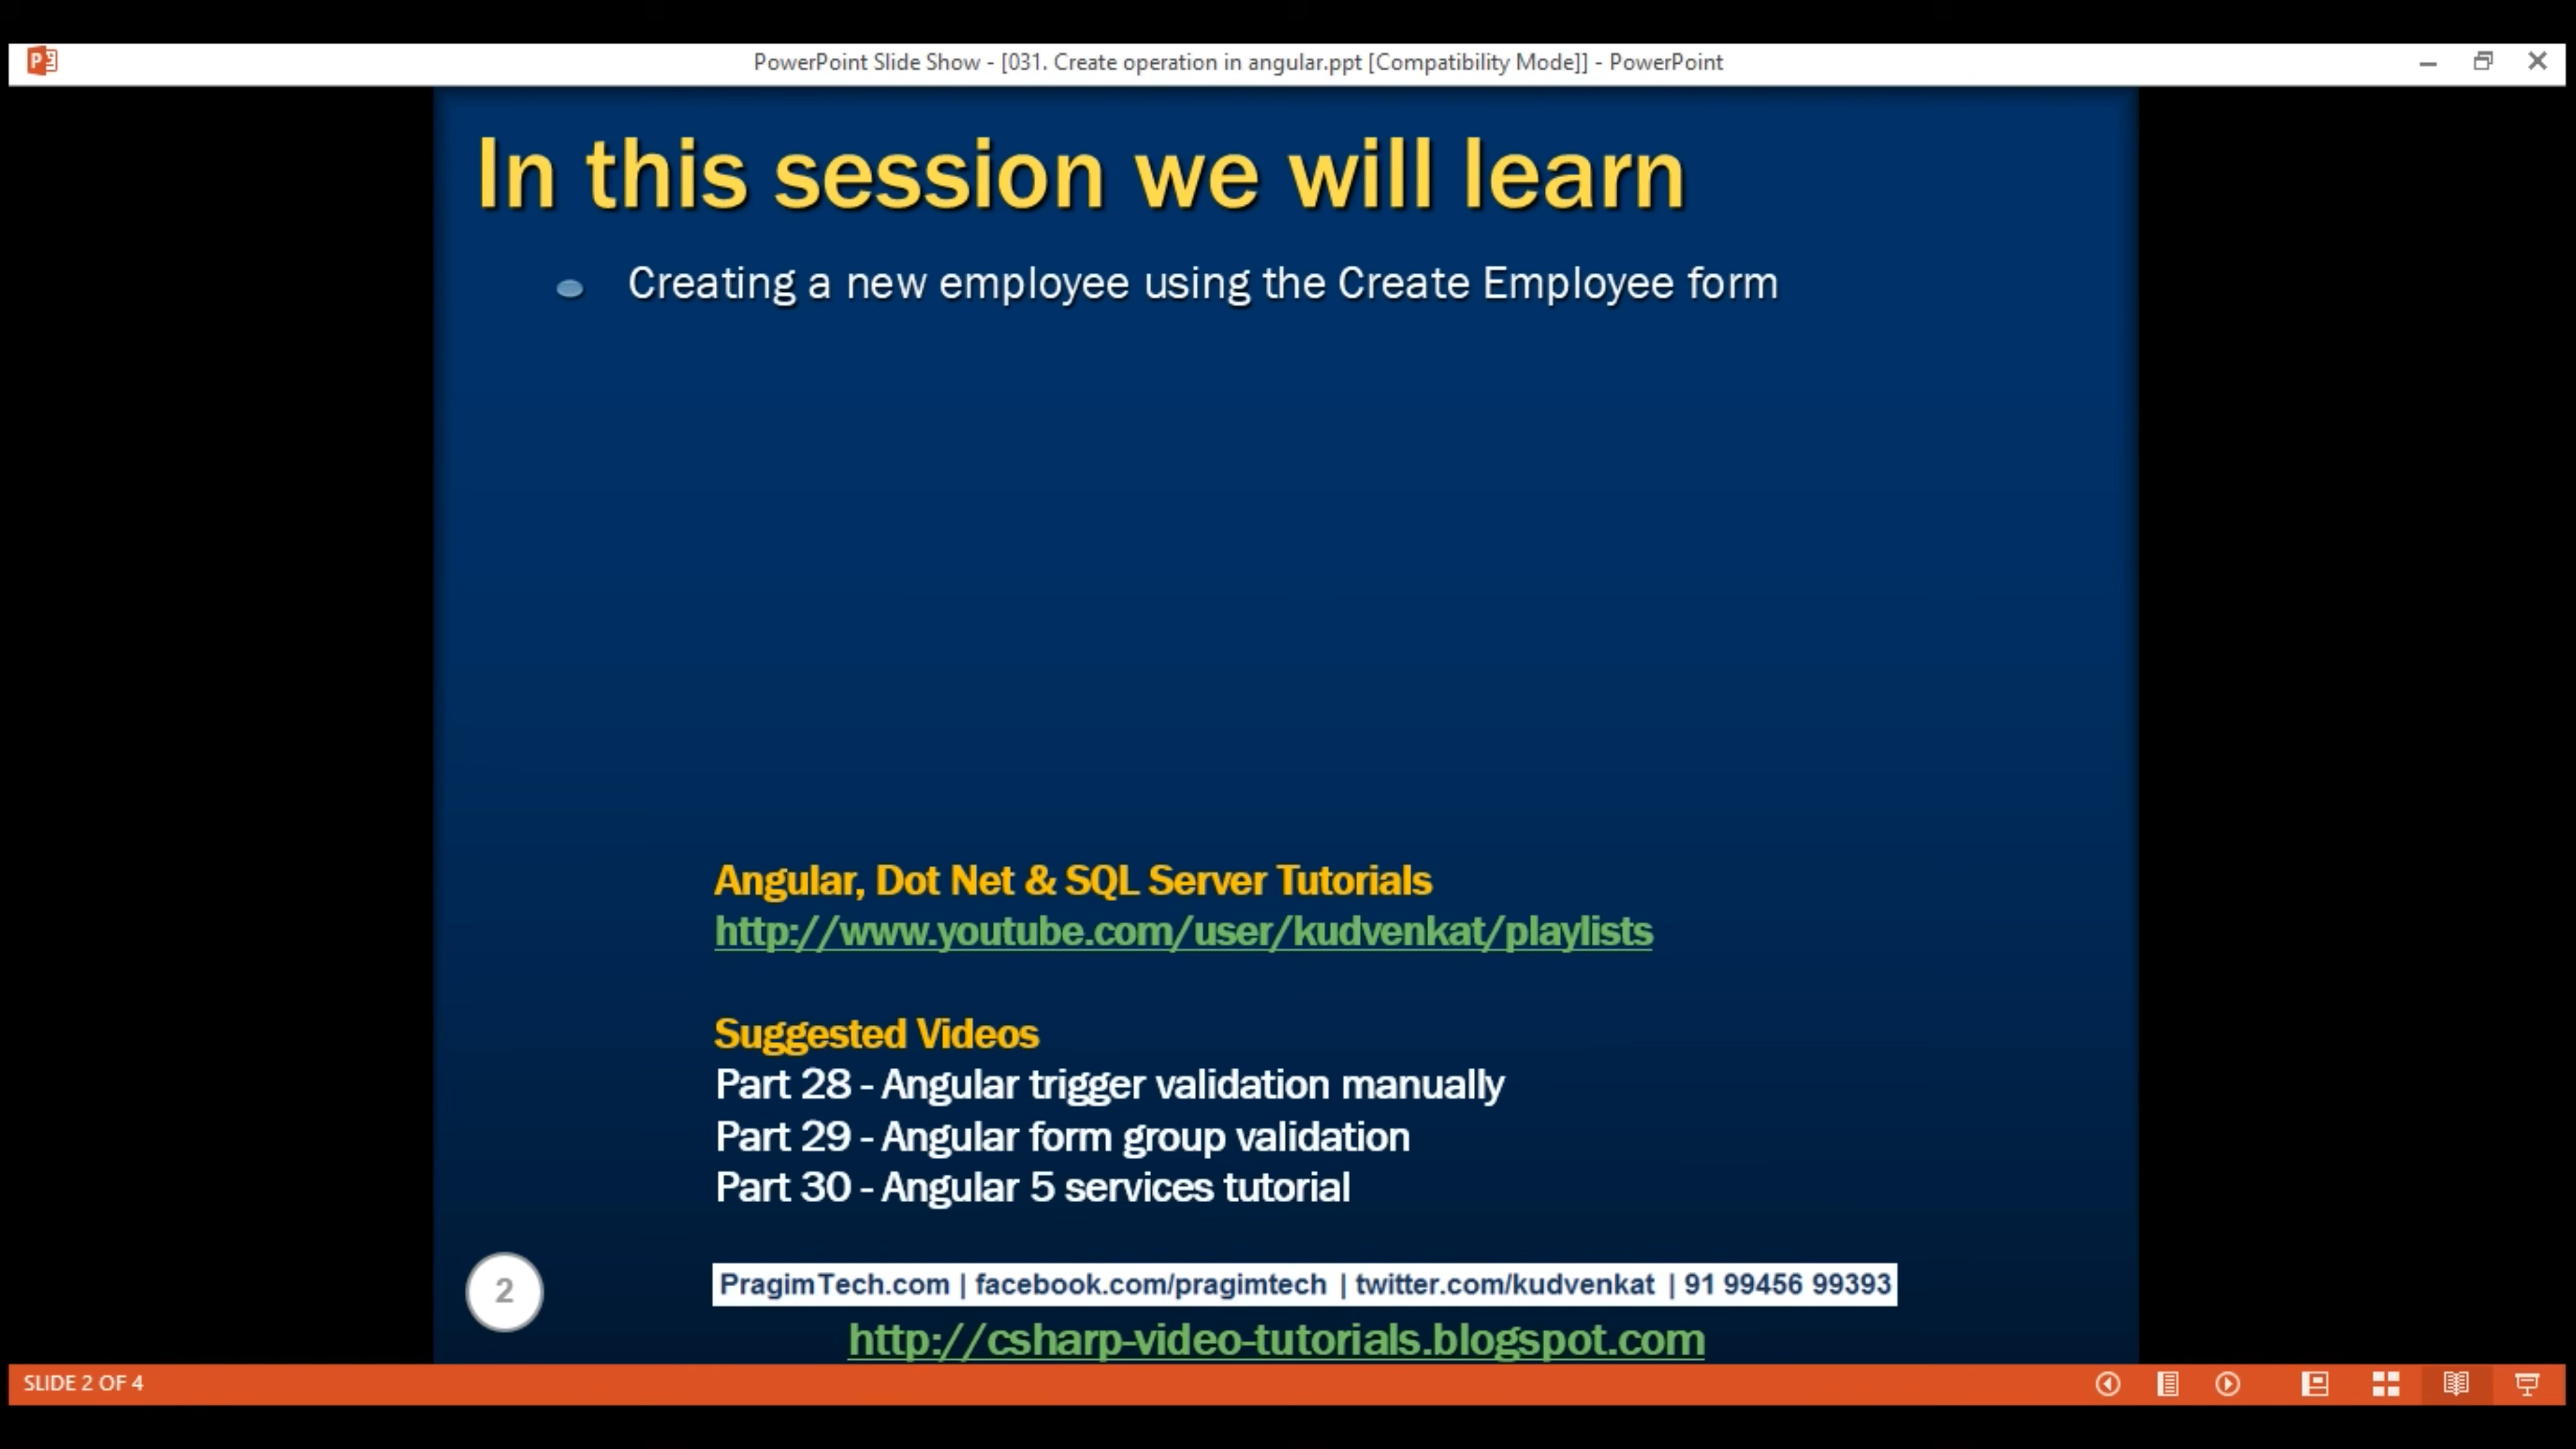 PowerPoint Slide Show - [031. Create operation in angular.ppt [Compatibility Mode]] - PowerPoint
In this session we will learn
Creating a new employee using the Create Employee form
Angular, Dot Net & SQL Server Tutorials
http://www.youtube.com/user/kudvenkat/playlists
Suggested Videos
Part 28 - Angular trigger validation manually
Part 29 - Angular form group validation
Part 30 - Angular 5 services tutorial
2
PragimTech.com | facebook.com/pragimtech | twitter.com/kudvenkat | 91 99456 99393
http://csharp-video-tutorials.blogspot.com
SLIDE 2 OF 4